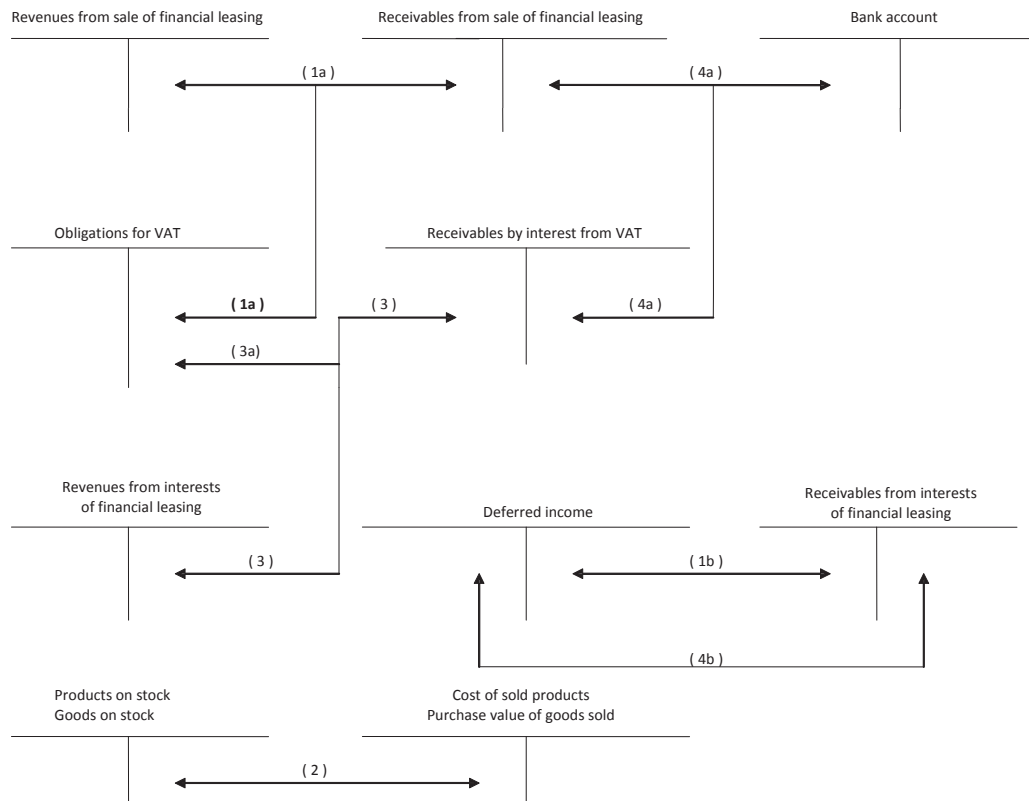 Revenues from sale of financial leasing
Receivables from sale of financial leasing
Bank account
( 1a )
( 4a )
Obligations for VAT
Receivables by interest from VAT
( 1a )
( 3 )
( 4a )
( 3a)
Revenues from interests
of financial leasing
Deferred income
Receivables from interests
of financial leasing
( 3 )
( 1b )
( 4b )
Products on stock
Goods on stock
Cost of sold products
Purchase value of goods sold
( 2 )